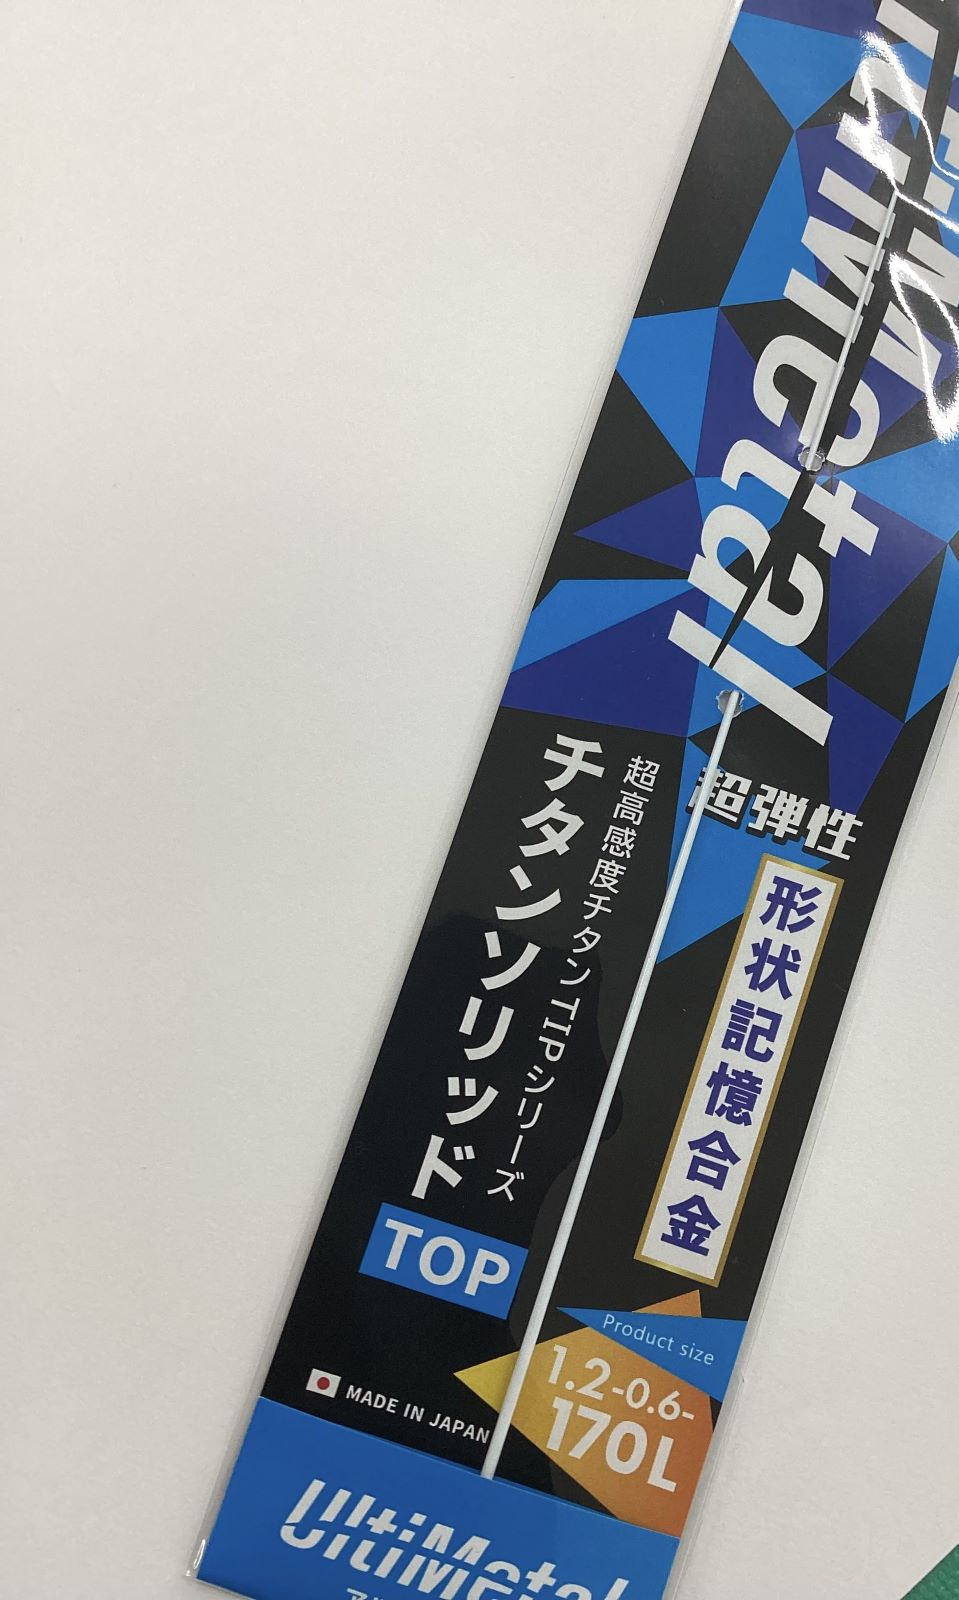 UltiMetal
超弾性
形状記憶合金
超高感度チタンTIPシリーズ
チタンソリッド
TOP
Product size
1.2-0.6-
170L
MADE IN JAPAN
UltiMetal